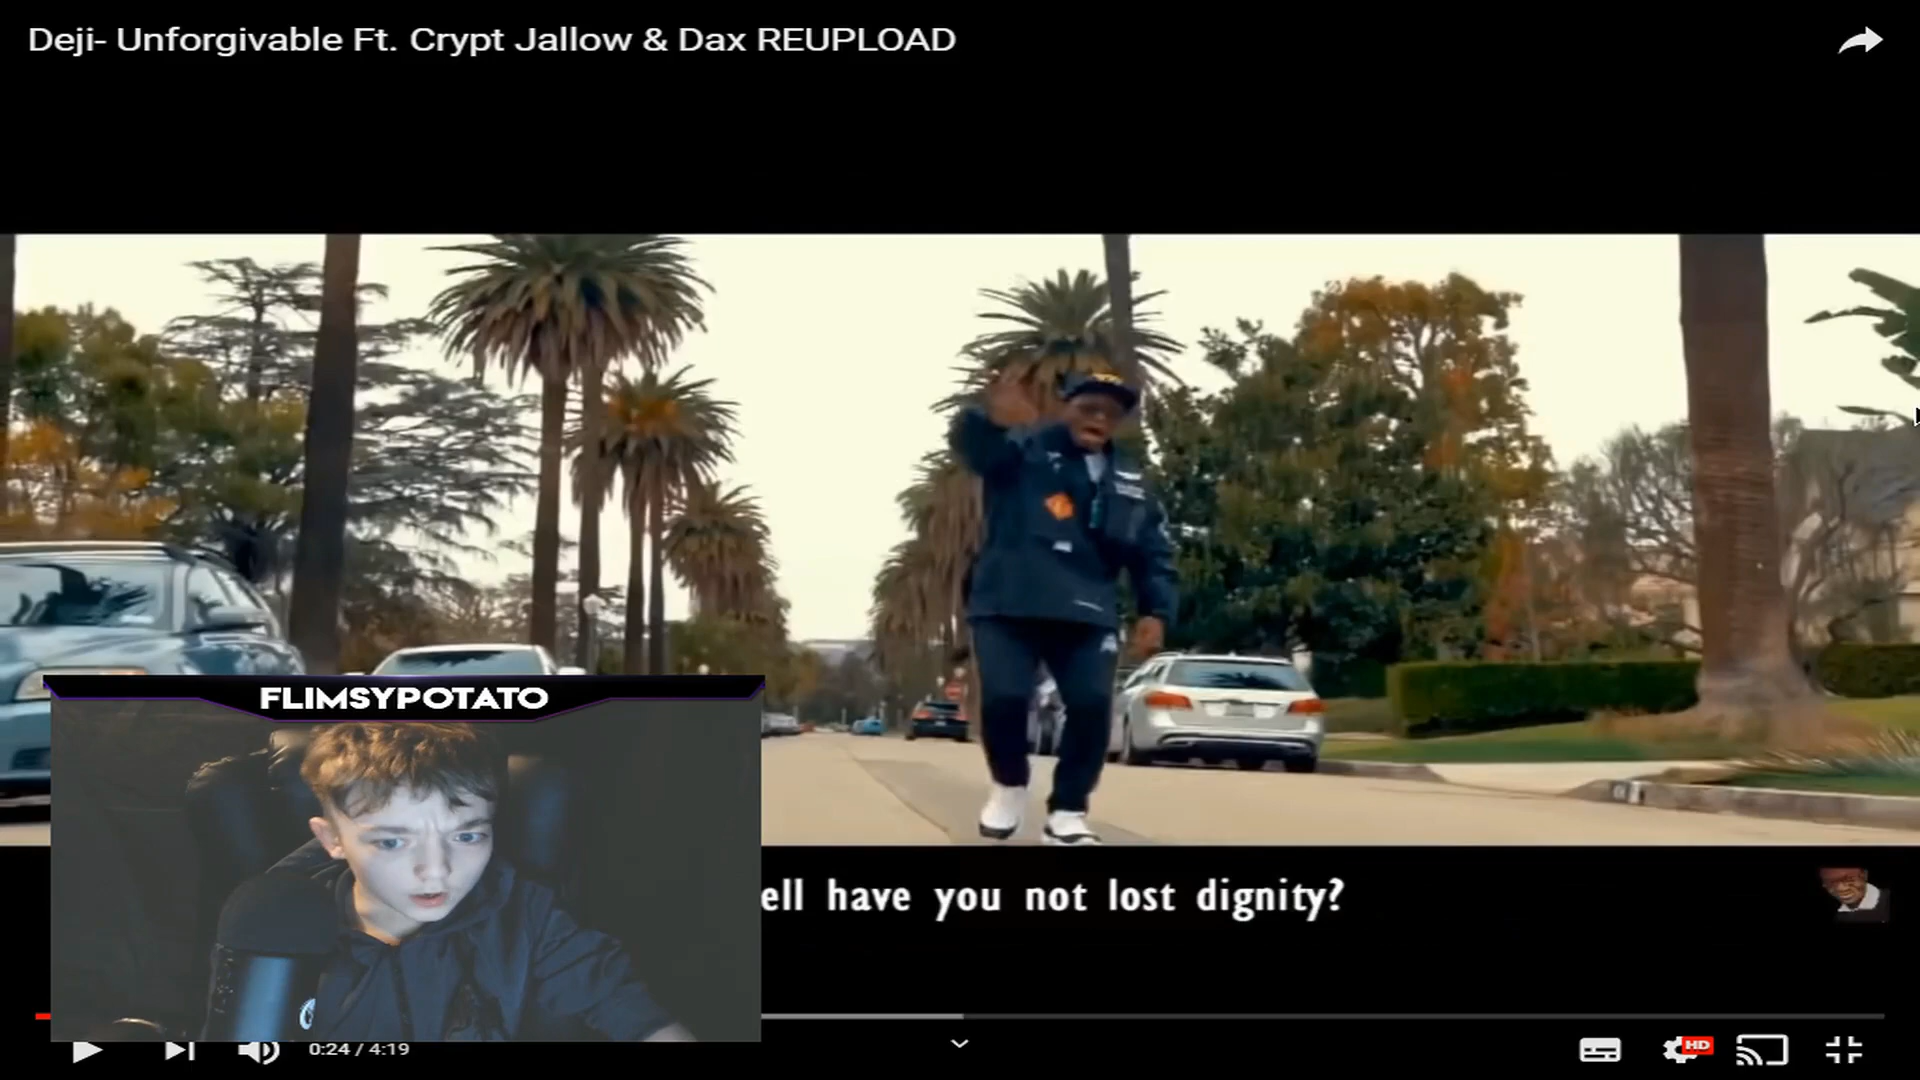 Deji- Unforgivable Ft. Crypt Jallow & Dax REUPLOAD
FLIMSYPOTATO
ell have you not lost dignity?
0:24 / 4:19
HD